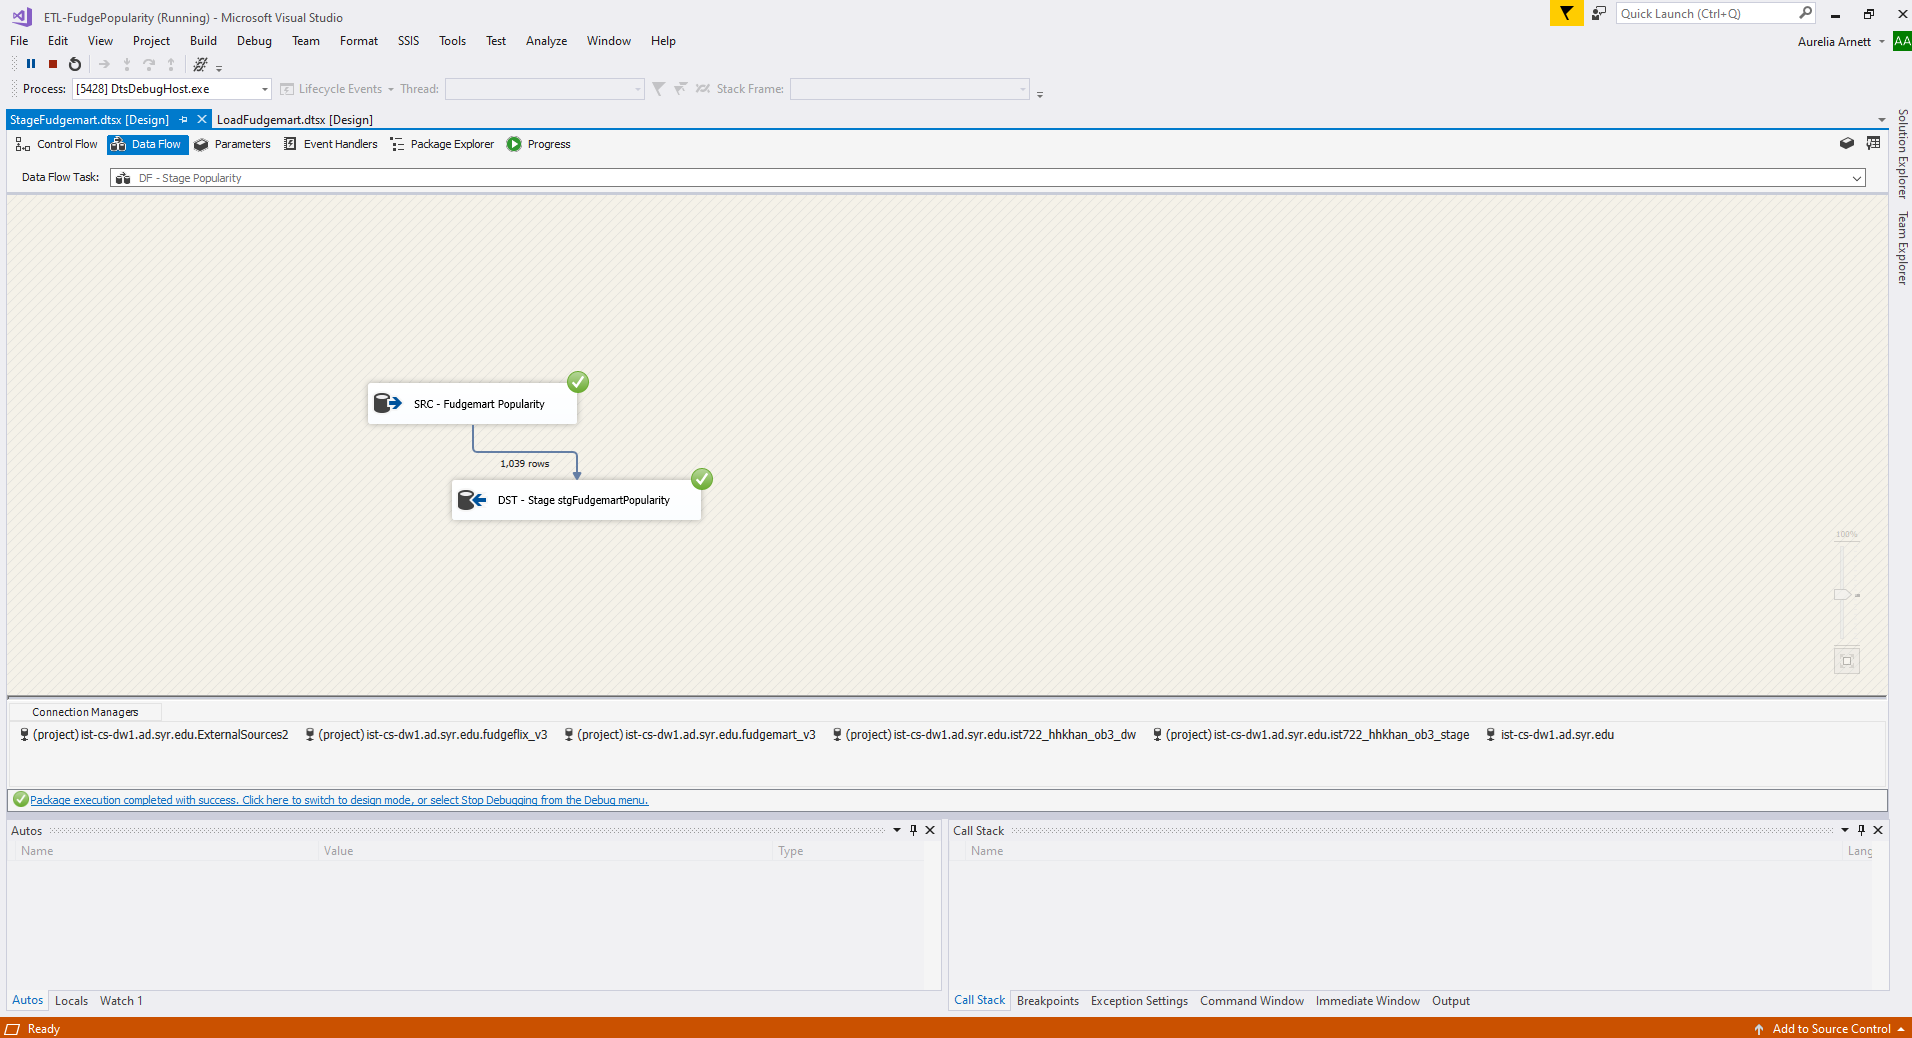 ETL-FudgePopularity (Running) - Microsoft Visual Studio
Quick Launch (Ctrl+Q)
File Edit View Project Build Debug Team Format SSIS Tools Test Analyze Window Help
Aurelia Arnett AA
Process: [5428] DtsDebugHost.exe Lifecycle Events Thread: Stack Frame:
StageFudgemart.dtsx [Design] LoadFudgemart.dtsx [Design]
Control Flow Data Flow Parameters Event Handlers Package Explorer Progress
Data Flow Task: DF - Stage Popularity
Solution Explorer
Team Explorer
SRC - Fudgemart Popularity
1,039 rows
DST - Stage stgFudgemartPopularity
100%
Connection Managers
(project) ist-cs-dw1.ad.syr.edu.ExternalSources2 (project) ist-cs-dw1.ad.syr.edu.fudgeflix_v3 (project) ist-cs-dw1.ad.syr.edu.fudgemart_v3 (project) ist-cs-dw1.ad.syr.edu.ist722_hhkhan_ob3_dw (project) ist-cs-dw1.ad.syr.edu.ist722_hhkhan_ob3_stage ist-cs-dw1.ad.syr.edu
Package execution completed with success. Click here to switch to design mode, or select Stop Debugging from the Debug menu.
Autos
Name Value Type
Call Stack
Name Lang
Autos Locals Watch 1
Call Stack Breakpoints Exception Settings Command Window Immediate Window Output
Ready
Add to Source Control